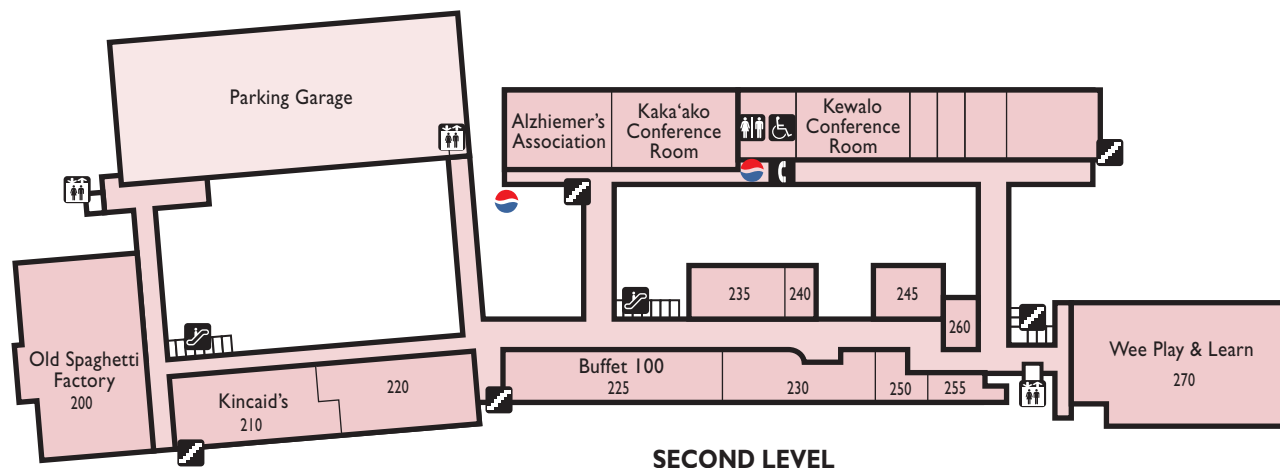 Parking Garage
Alzhiemer's
Association
Kaka‘ako
Conference
Room
Kewalo
Conference
Room
235
240
245
260
Old Spaghetti
Factory
200
Kincaid's
210
220
Buffet 100
225
230
250
255
Wee Play & Learn
270
SECOND LEVEL